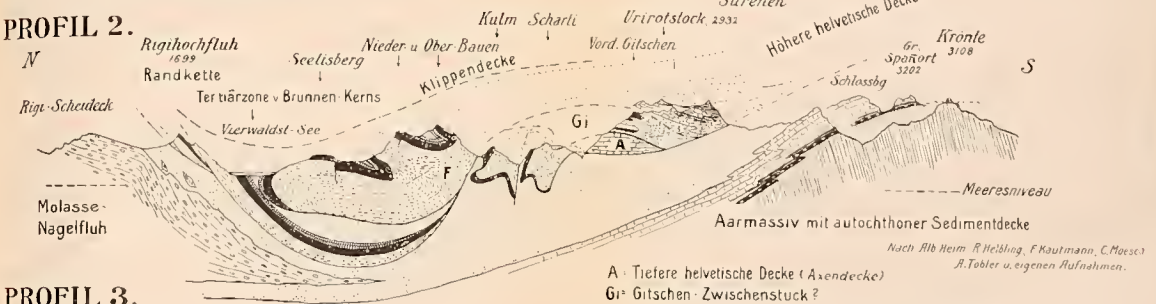 PROFIL 2.
N
Rigi-Scheideck
Rigihochfluh
1699
Randkette
Tertiärzone v Brunnen-Kerns
Vierwaldst-See
Seelisberg
Nieder u Ober-Bauen
Klippendecke
Kulm Scharti
Urirotstock, 2932
Surenen
Vord. Gitschen
Höhere helvetische Decke
Gr.
Spañort
3202
Krönte
3108
Schlossbg
S
F
Gi
A
Molasse-
Nagelfluh
Meeresniveau
Aarmassiv mit autochthoner Sedimentdecke
Nach Alb Heim R Helbling, F Kaufmann, C. Moesch
A. Tobler u. eigenen Aufnahmen.
A = Tiefere helvetische Decke (Axendecke)
Gi = Gitschen-Zwischenstück?
PROFIL 3.